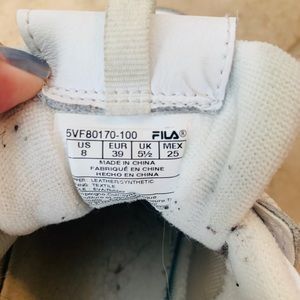 5VF80170-100 FILA®
US EUR UK MEX
8 39 5½ 25
MADE IN CHINA
FABRIQUÉ EN CHINE
HECHO EN CHINA
LEATHER/SYNTHETIC
TEXTILE